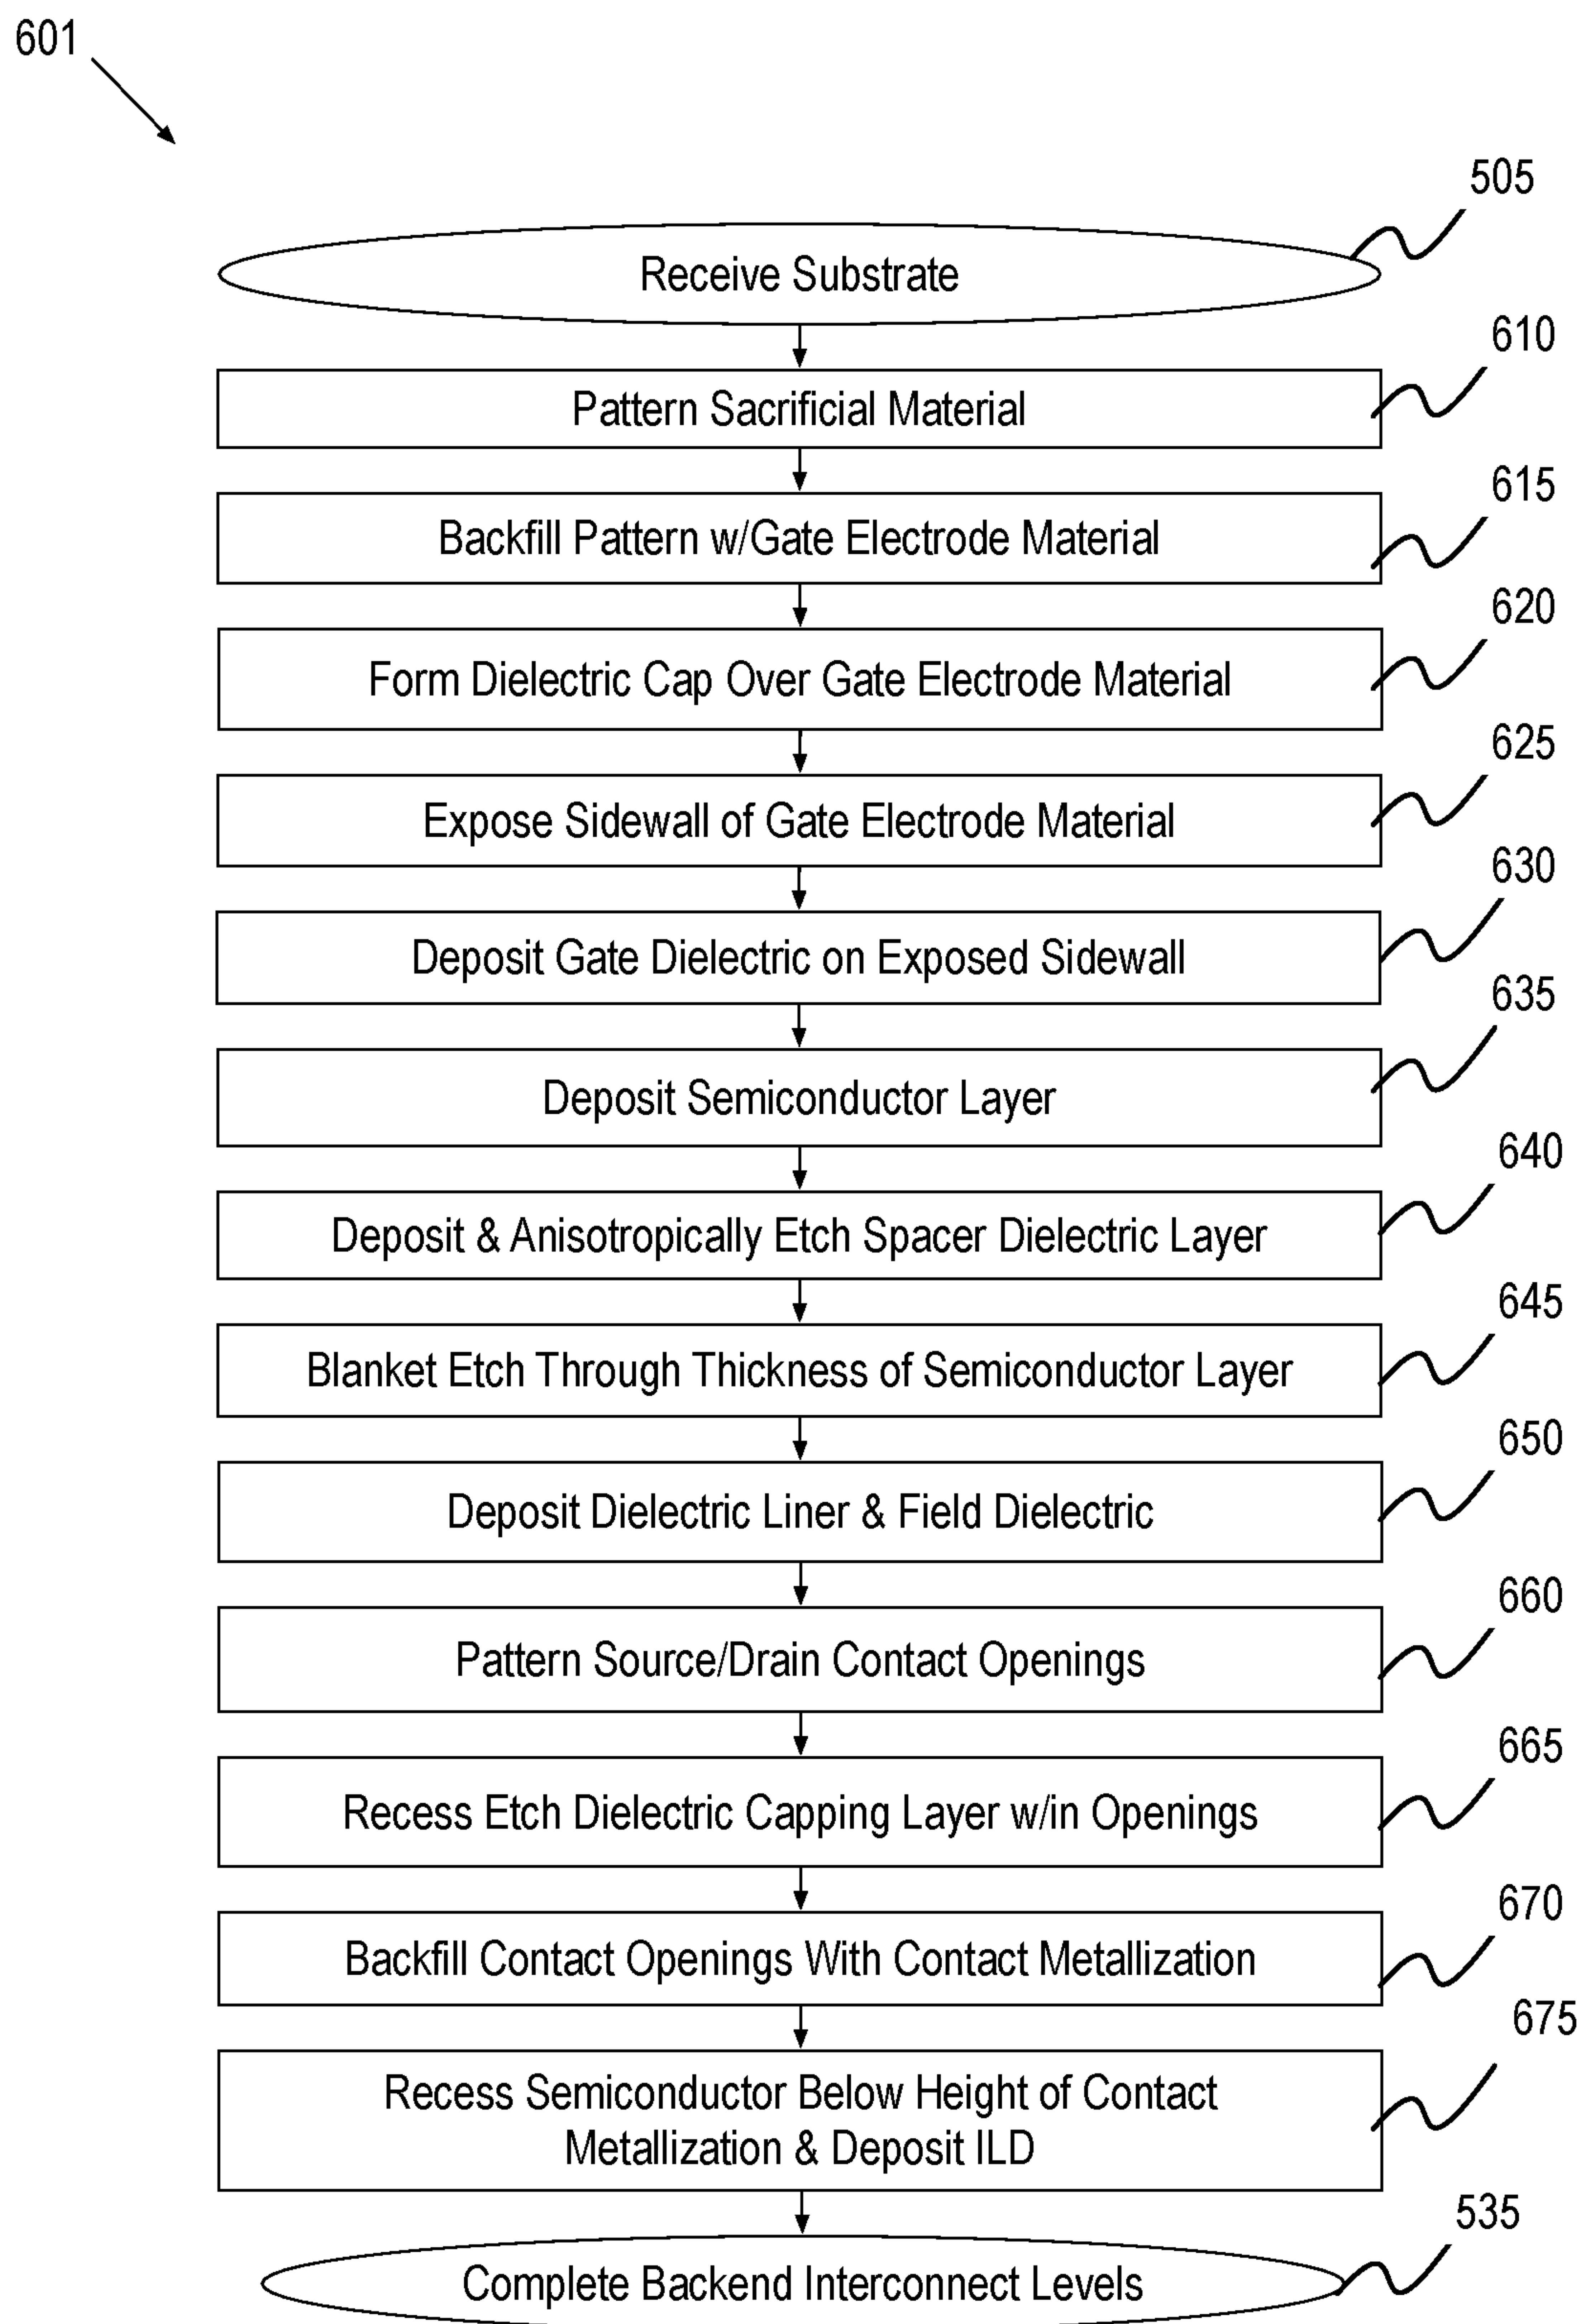 601
505
Receive Substrate
610
Pattern Sacrificial Material
615
Backfill Pattern w/Gate Electrode Material
620
Form Dielectric Cap Over Gate Electrode Material
625
Expose Sidewall of Gate Electrode Material
630
Deposit Gate Dielectric on Exposed Sidewall
635
Deposit Semiconductor Layer
640
Deposit & Anisotropically Etch Spacer Dielectric Layer
645
Blanket Etch Through Thickness of Semiconductor Layer
650
Deposit Dielectric Liner & Field Dielectric
660
Pattern Source/Drain Contact Openings
665
Recess Etch Dielectric Capping Layer w/in Openings
670
Backfill Contact Openings With Contact Metallization
675
Recess Semiconductor Below Height of Contact
Metallization & Deposit ILD
535
Complete Backend Interconnect Levels